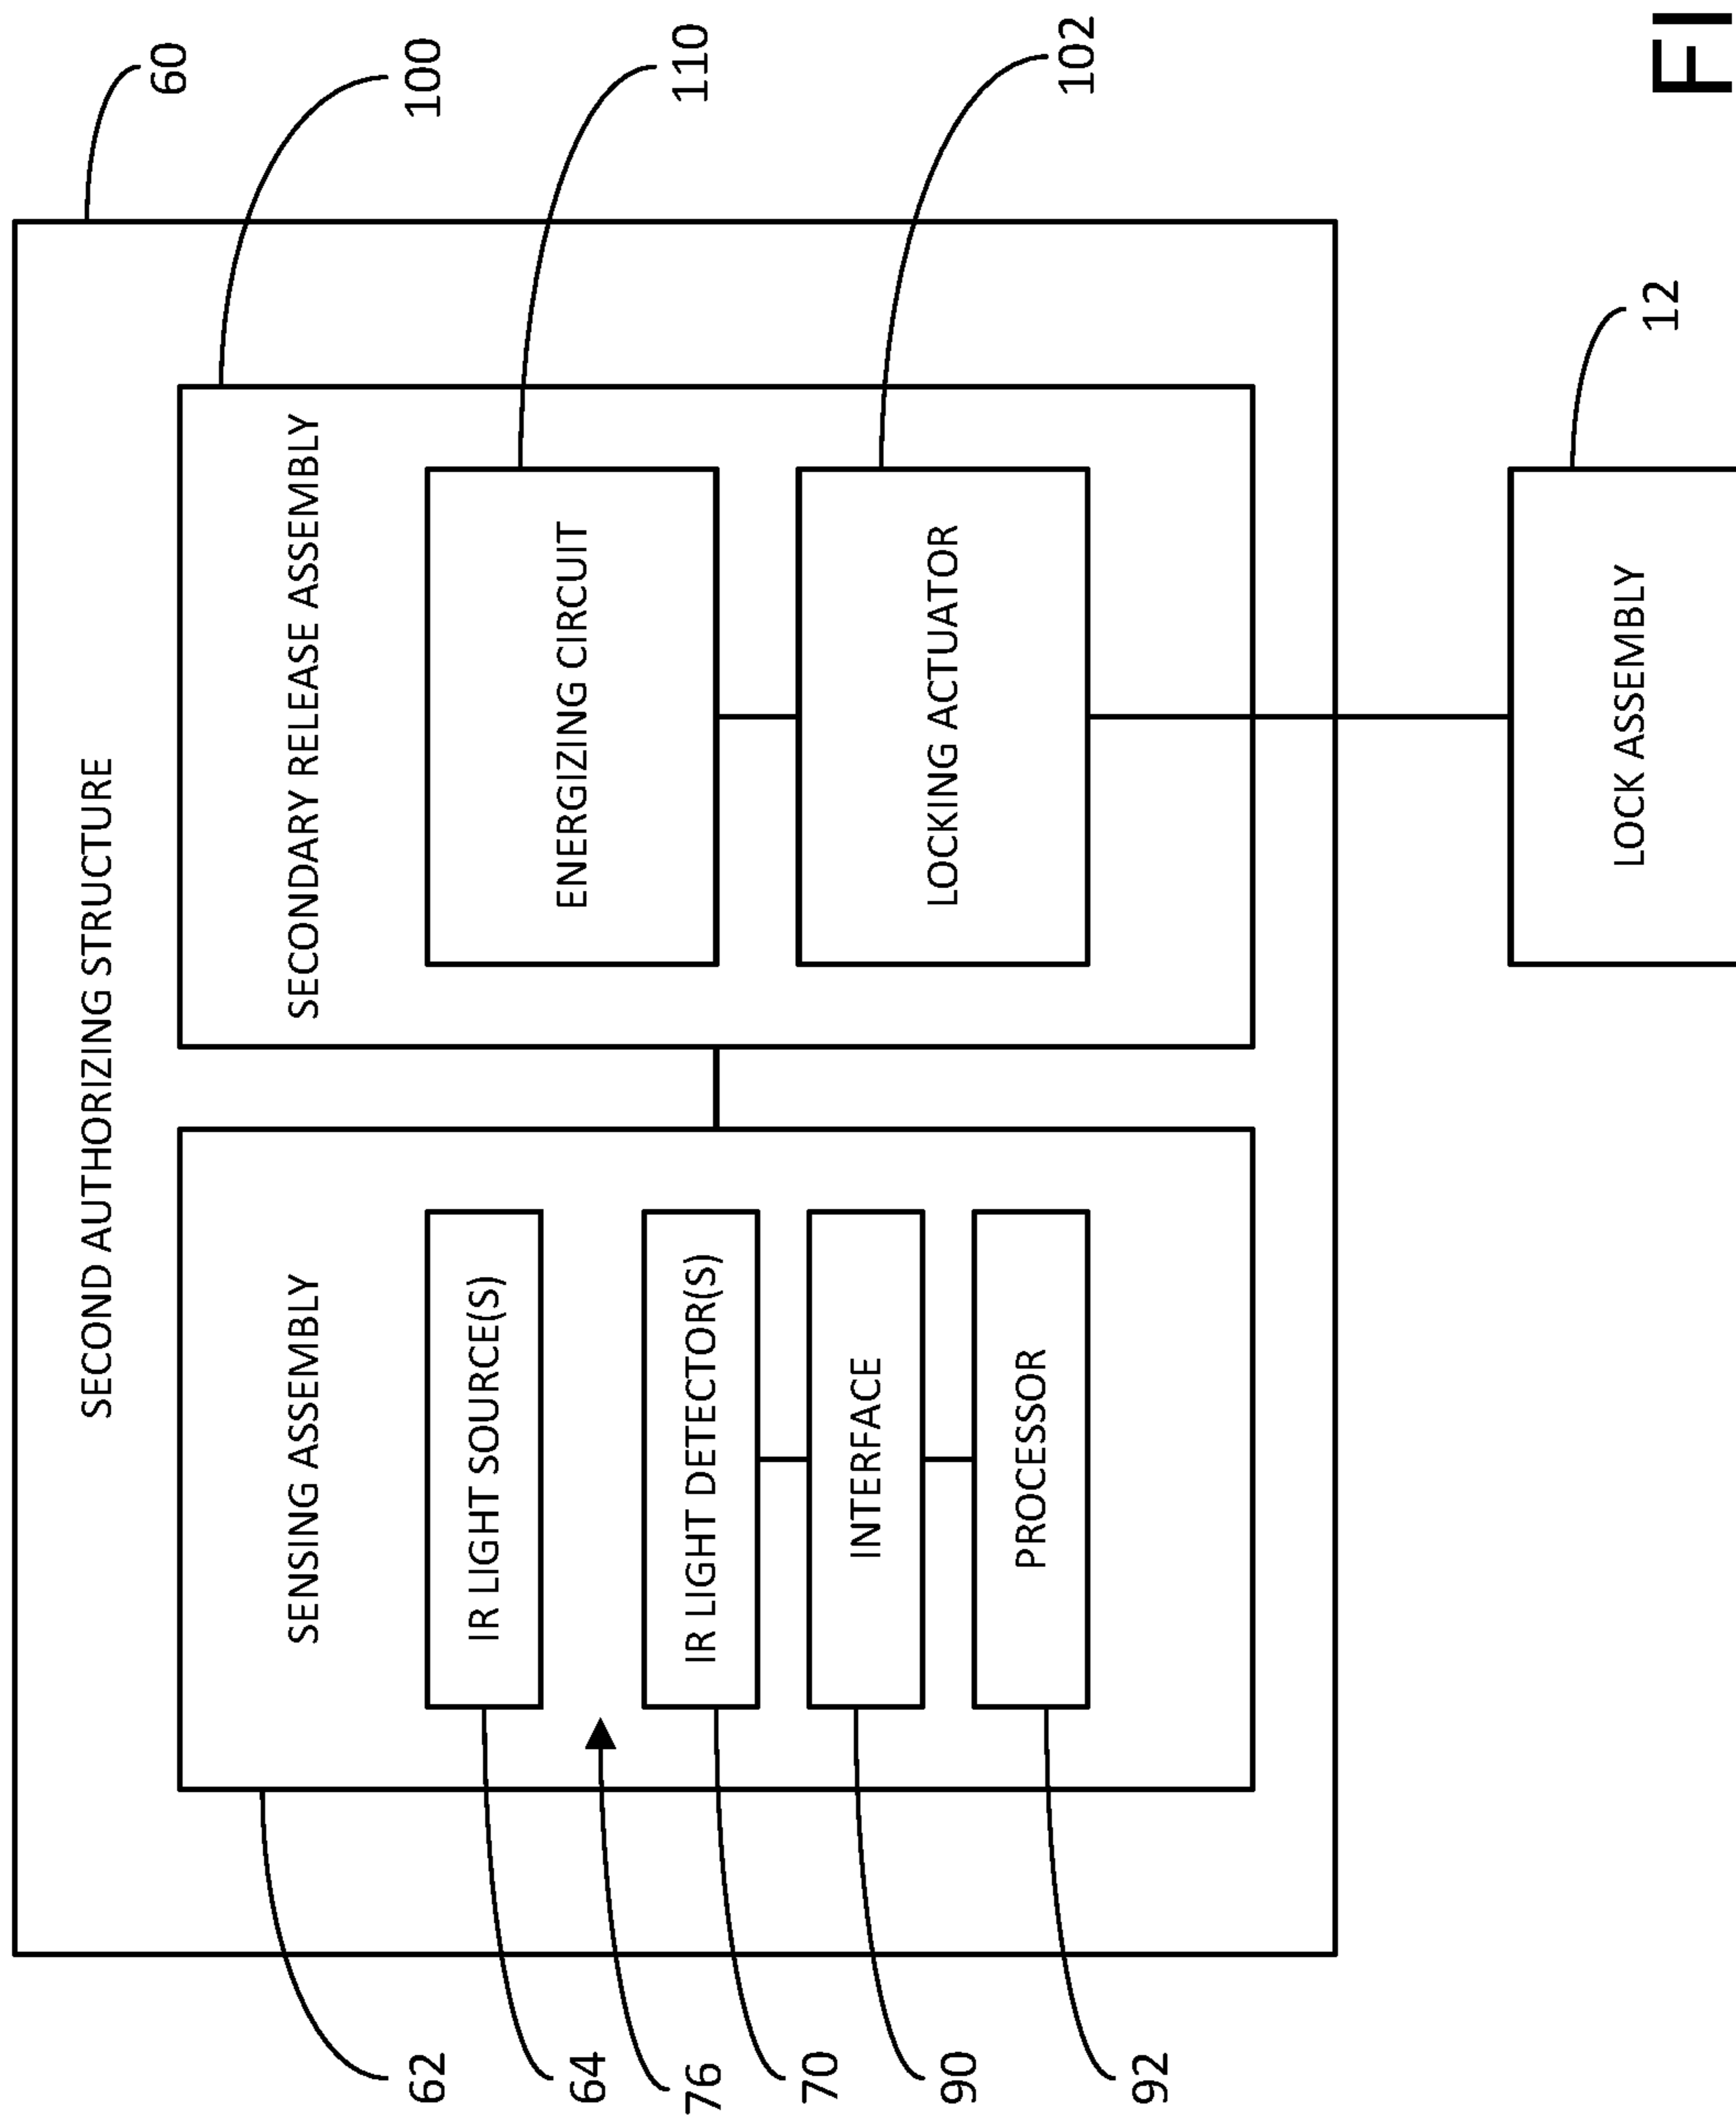 SECOND AUTHORIZING STRUCTURE
60
SENSING ASSEMBLY
62
IR LIGHT SOURCE(S)
64
76
IR LIGHT DETECTOR(S)
70
INTERFACE
90
PROCESSOR
92
SECONDARY RELEASE ASSEMBLY
100
ENERGIZING CIRCUIT
110
LOCKING ACTUATOR
102
LOCK ASSEMBLY
12
FI